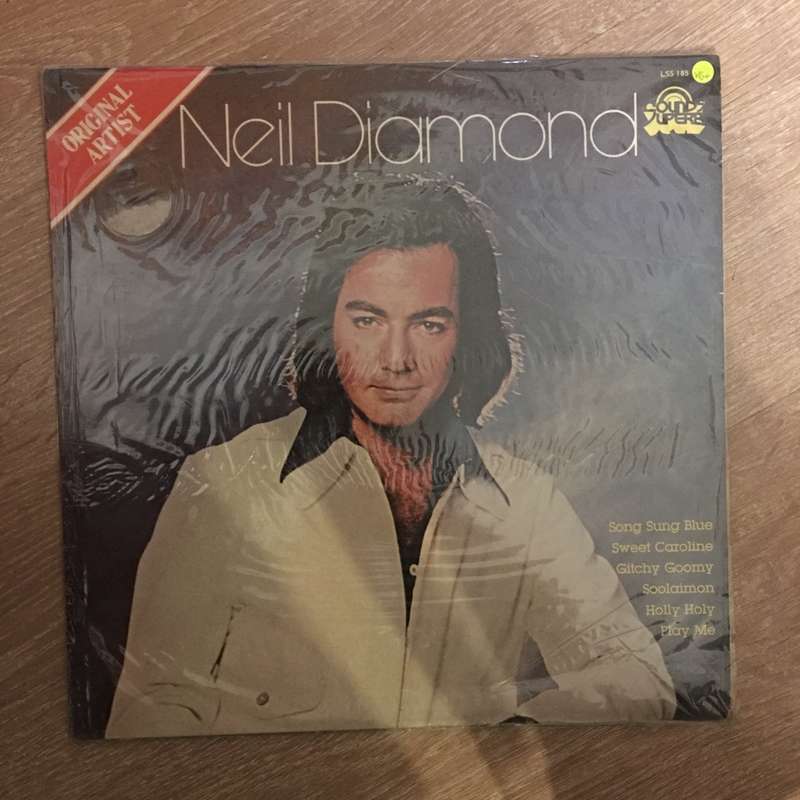 ORIGINAL
ARTIST
Neil Diamond
LSS 185
SOUNDS
SUPERB
Song Sung Blue
Sweet Caroline
Gitchy Goomy
Soolaimon
Holly Holy
Play Me